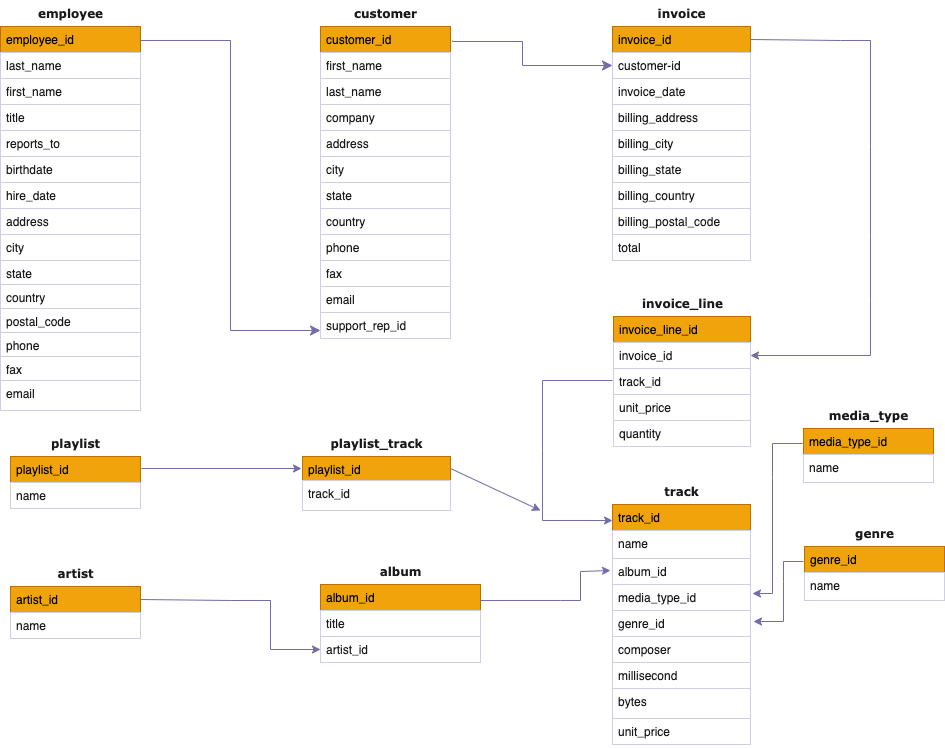 employee
employee_id
last_name
first_name
title
reports_to
birthdate
hire_date
address
city
state
country
postal_code
phone
fax
email
customer
customer_id
first_name
last_name
company
address
city
state
country
phone
fax
email
support_rep_id
invoice
invoice_id
customer-id
invoice_date
billing_address
billing_city
billing_state
billing_country
billing_postal_code
total
invoice_line
invoice_line_id
invoice_id
track_id
unit_price
quantity
media_type
media_type_id
name
playlist
playlist_id
name
playlist_track
playlist_id
track_id
track
track_id
name
album_id
media_type_id
genre_id
composer
millisecond
bytes
unit_price
genre
genre_id
name
artist
artist_id
name
album
album_id
title
artist_id